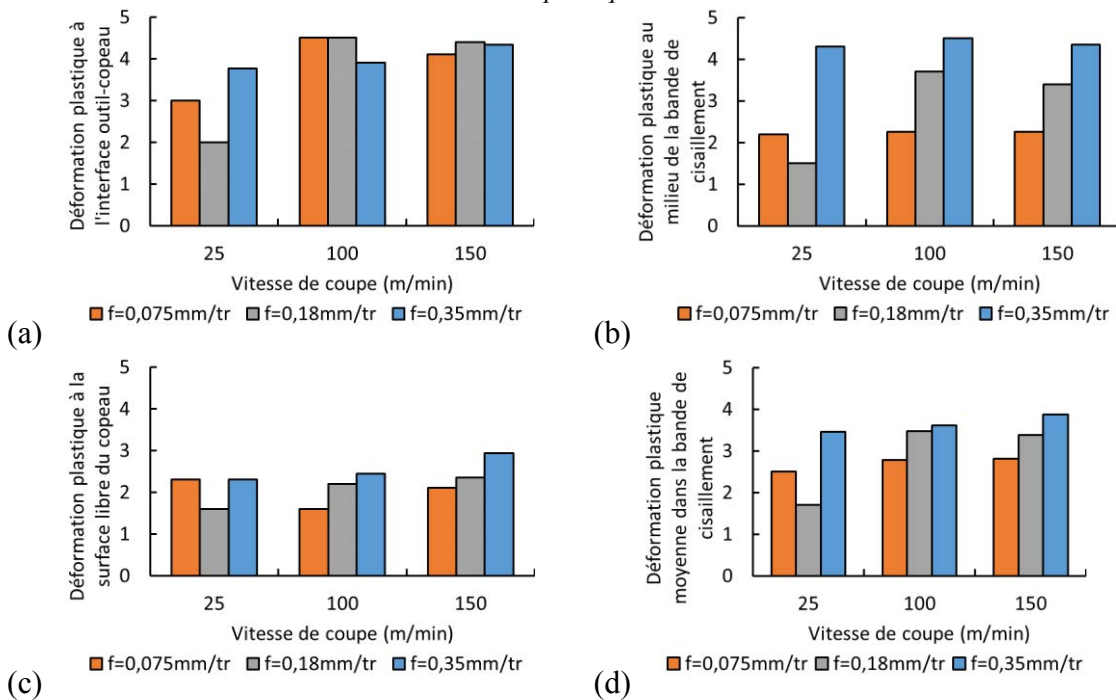 Déformation plastique à
l'interface outil-copeau
5
4
3
2
1
0
25
100
150
Vitesse de coupe (m/min)
f=0,075mm/tr
f=0,18mm/tr
f=0,35mm/tr
(a)
Déformation plastique au
milieu de la bande de
cisaillement
5
4
3
2
1
0
25
100
150
Vitesse de coupe (m/min)
f=0,075mm/tr
f=0,18mm/tr
f=0,35mm/tr
(b)
Déformation plastique à la
surface libre du copeau
5
4
3
2
1
0
25
100
150
Vitesse de coupe (m/min)
f=0,075mm/tr
f=0,18mm/tr
f=0,35mm/tr
(c)
Déformation plastique
moyenne dans la bande de
cisaillement
5
4
3
2
1
0
25
100
150
Vitesse de coupe (m/min)
f=0,075mm/tr
f=0,18mm/tr
f=0,35mm/tr
(d)